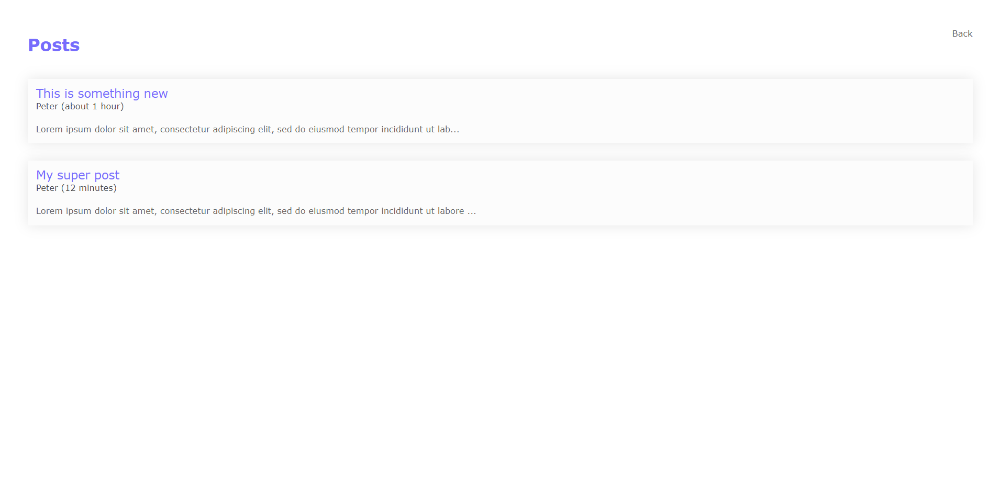 Back
Posts
This is something new
Peter (about 1 hour)
Lorem ipsum dolor sit amet, consectetur adipiscing elit, sed do eiusmod tempor incididunt ut lab...
My super post
Peter (12 minutes)
Lorem ipsum dolor sit amet, consectetur adipiscing elit, sed do eiusmod tempor incididunt ut labore ...